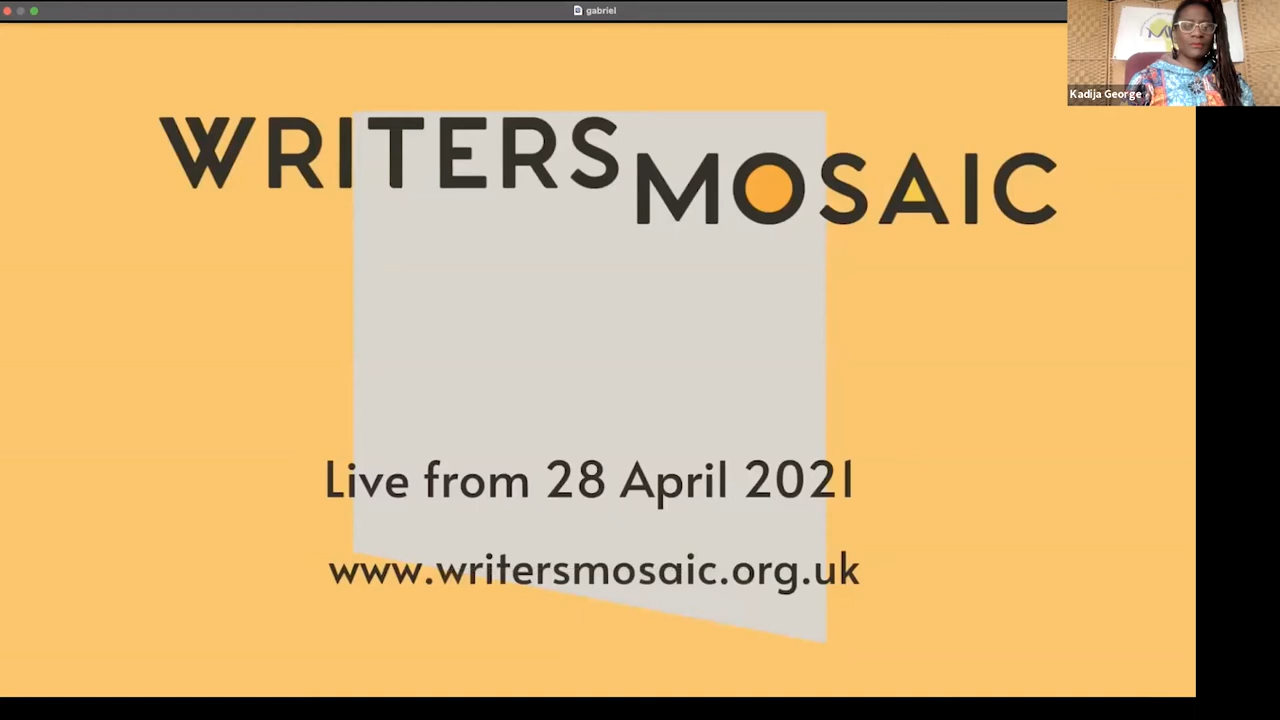 gabriel
Kadija George
WRITERS
MOSAIC
Live from 28 April 2021
www.writersmosaic.org.uk